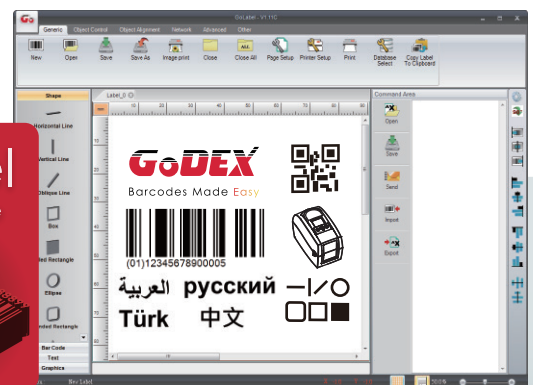 GoLabel - V1.11C
Go
Generic Object Control Object Alignment Network Advanced Other
New Open Save Save As Image print Close Close All Page Setup Printer Setup Print Database Select Copy Label To Clipboard
ALL
Shape
Label_0
Command Area
Horizontal Line
Vertical Line
Oblique Line
Box
Ellipse
Bar Code
Text
Graphics
Open
Save
Send
Import
Export
GoDEX
Barcodes Made Easy
(01)12345678900005
العربية русский
Türk 中文
New Label